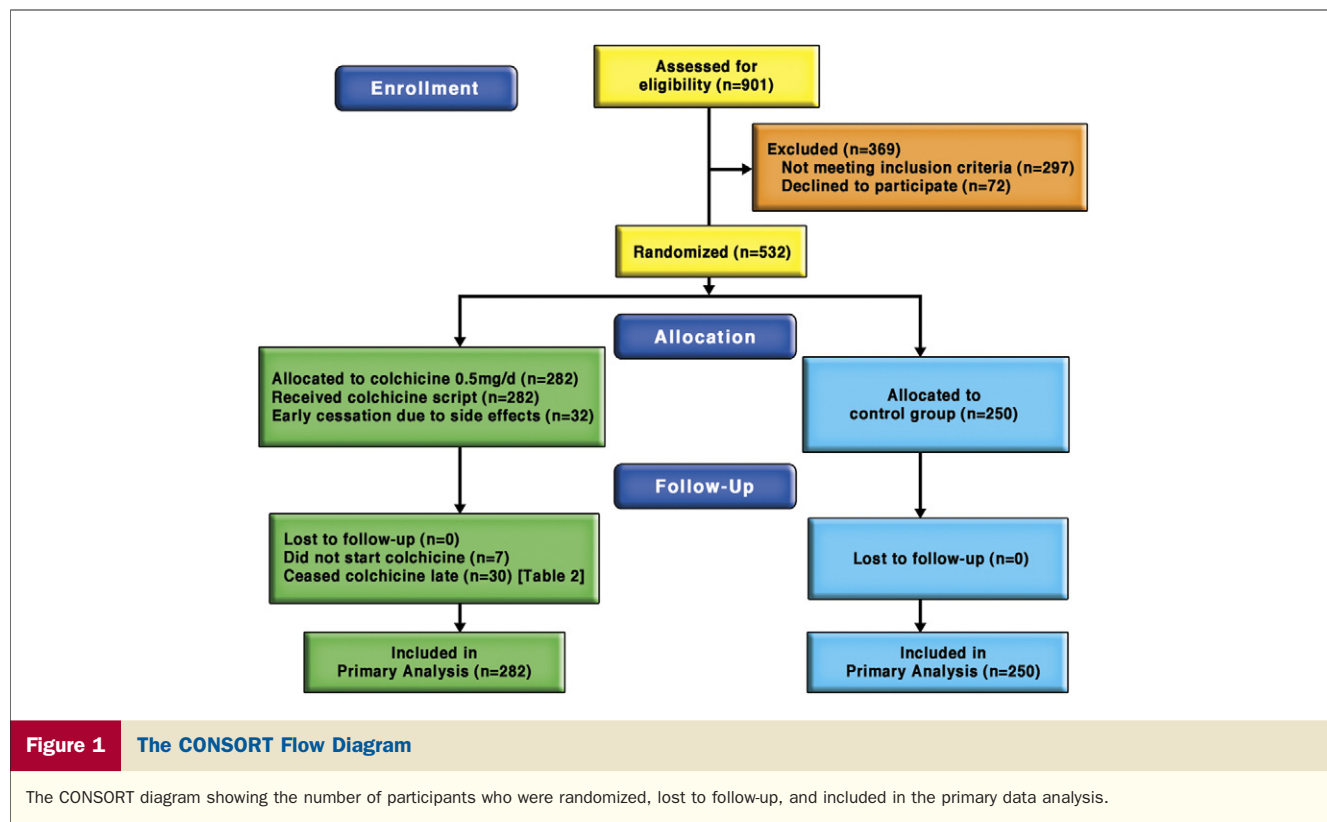 Enrollment
Assessed for
eligibility (n=901)
Excluded (n=369)
Not meeting inclusion criteria (n=297)
Declined to participate (n=72)
Randomized (n=532)
Allocation
Allocated to colchicine 0.5mg/d (n=282)
Received colchicine script (n=282)
Early cessation due to side effects (n=32)
Allocated to
control group (n=250)
Follow-Up
Lost to follow-up (n=0)
Did not start colchicine (n=7)
Ceased colchicine late (n=30) [Table 2]
Lost to follow-up (n=0)
Included in
Primary Analysis (n=282)
Included in
Primary Analysis (n=250)
Figure 1 The CONSORT Flow Diagram
The CONSORT diagram showing the number of participants who were randomized, lost to follow-up, and included in the primary data analysis.